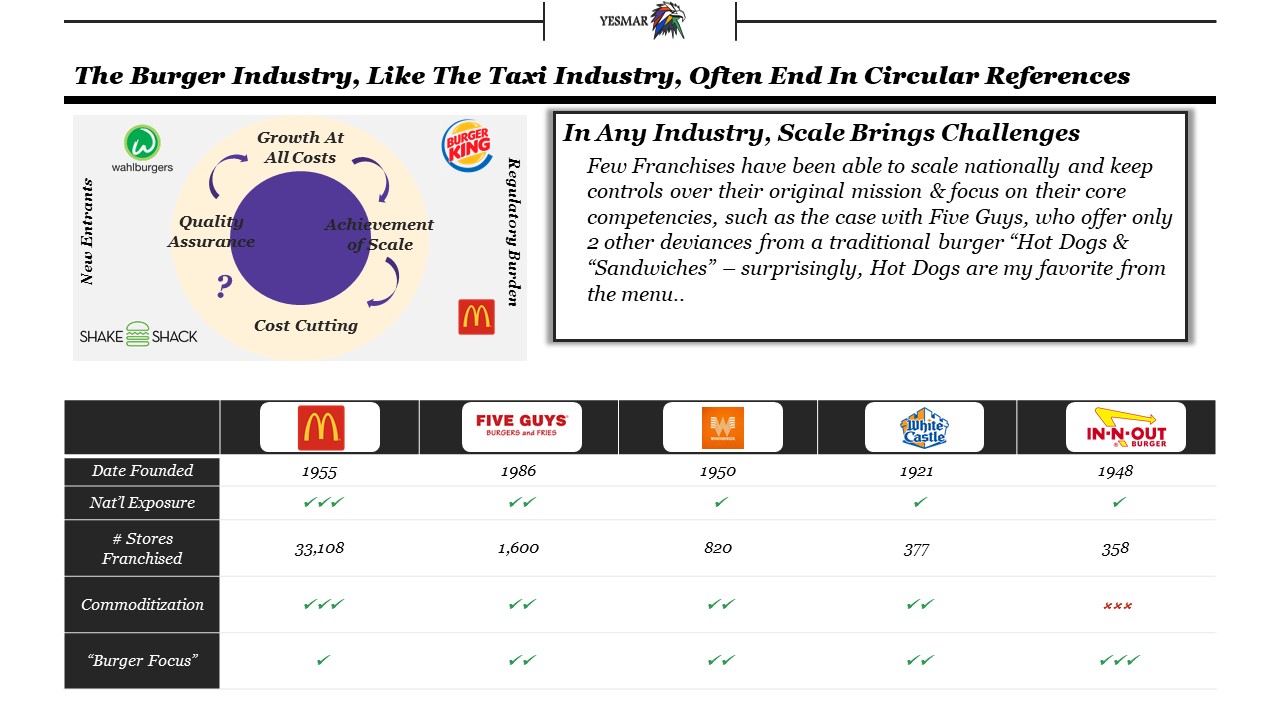 YESMAR
The Burger Industry, Like The Taxi Industry, Often End In Circular References
wahlburgers
New Entrants
SHAKE SHACK
Growth At
All Costs
Achievement
of Scale
Cost Cutting
?
Quality
Assurance
BURGER
KING
Regulatory Burden
In Any Industry, Scale Brings Challenges
Few Franchises have been able to scale nationally and keep
controls over their original mission & focus on their core
competencies, such as the case with Five Guys, who offer only
2 other deviances from a traditional burger “Hot Dogs &
“Sandwiches” – surprisingly, Hot Dogs are my favorite from
the menu..
FIVE GUYS
BURGERS and FRIES
White
Castle
IN-N-OUT
BURGER
Date Founded 1955 1986 1950 1921 1948
Nat’l Exposure ✓✓✓ ✓✓ ✓ ✓ ✓
# Stores
Franchised 33,108 1,600 820 377 358
Commoditization ✓✓✓ ✓✓ ✓✓ ✓✓ ×××
“Burger Focus” ✓ ✓✓ ✓✓ ✓✓ ✓✓✓